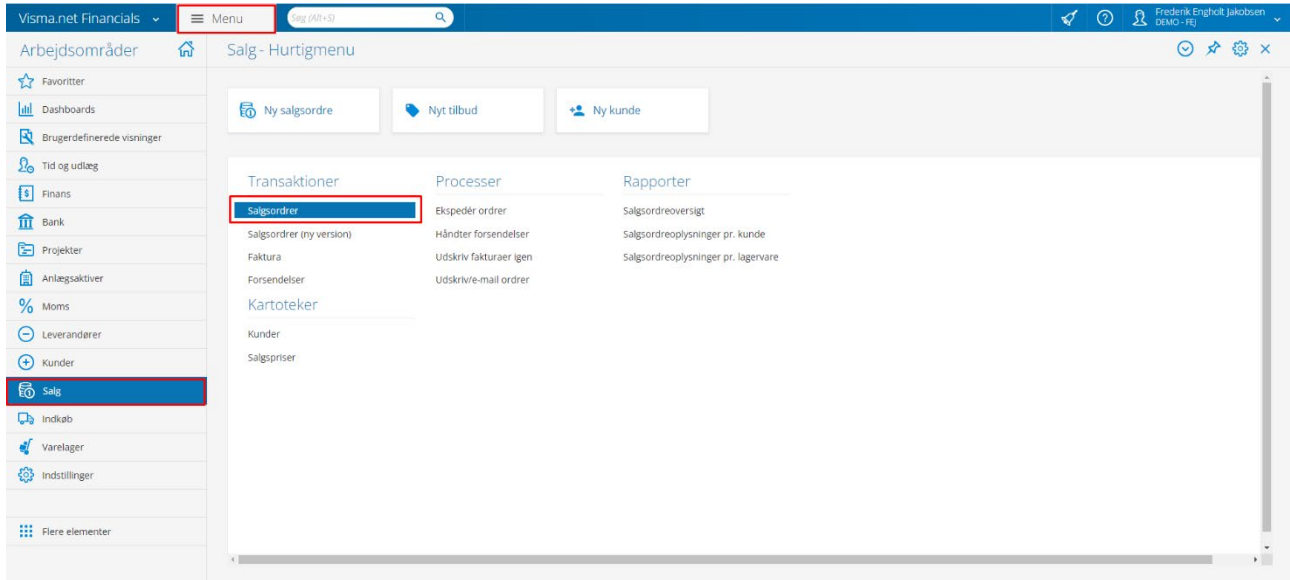 Visma.net Financials
Menu
Søg (Alt+S)
Frederik Engholt Jakobsen
DEMO - FEJ
Arbejdsområder
Salg - Hurtigmenu
Favoritter
Dashboards
Brugerdefinerede visninger
Tid og udlæg
Finans
Bank
Projekter
Anlægsaktiver
Moms
Leverandører
Kunder
Salg
Indkøb
Varelager
Indstillinger
Flere elementer
Ny salgsordre
Nyt tilbud
Ny kunde
Transaktioner
Salgsordrer
Salgsordrer (ny version)
Faktura
Forsendelser
Kartoteker
Kunder
Salgspriser
Processer
Ekspedér ordrer
Håndter forsendelser
Udskriv fakturaer igen
Udskriv/e-mail ordrer
Rapporter
Salgsordreoversigt
Salgsordreoplysninger pr. kunde
Salgsordreoplysninger pr. lagervare